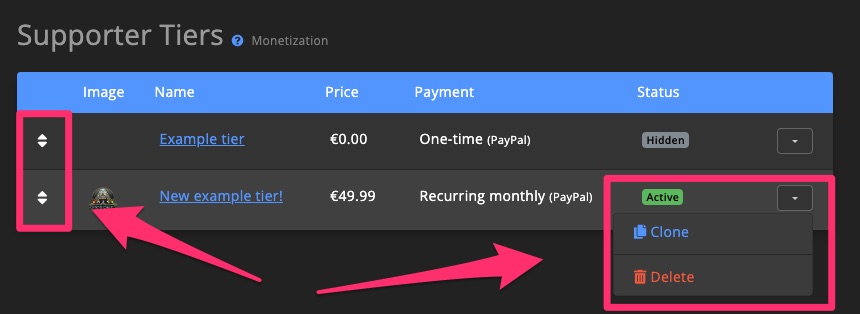 Supporter Tiers ? Monetization
Image Name Price Payment Status
Example tier €0.00 One-time (PayPal) Hidden
New example tier! €49.99 Recurring monthly (PayPal) Active
Clone
Delete